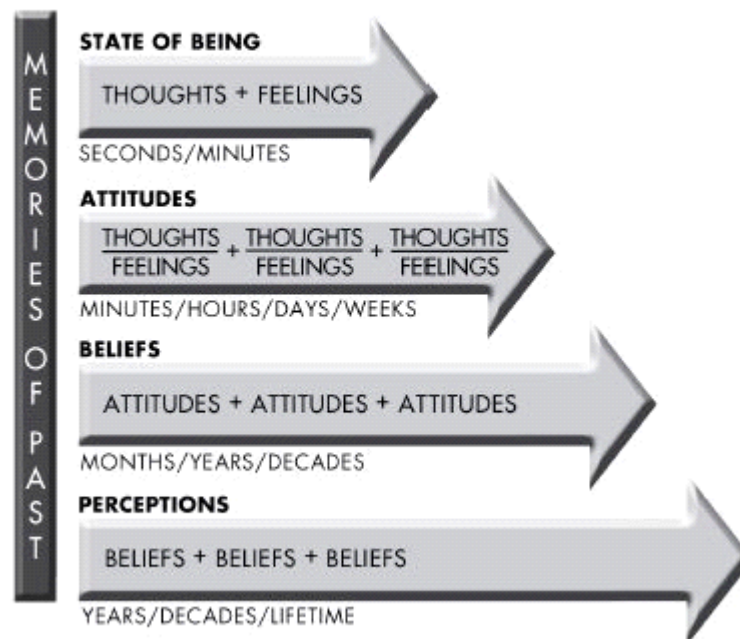 MEMORIES OF PAST
STATE OF BEING
THOUGHTS + FEELINGS
SECONDS/MINUTES
ATTITUDES
THOUGHTS + THOUGHTS + THOUGHTS
FEELINGS FEELINGS FEELINGS
MINUTES/HOURS/DAYS/WEEKS
BELIEFS
ATTITUDES + ATTITUDES + ATTITUDES
MONTHS/YEARS/DECADES
PERCEPTIONS
BELIEFS + BELIEFS + BELIEFS
YEARS/DECADES/LIFETIME